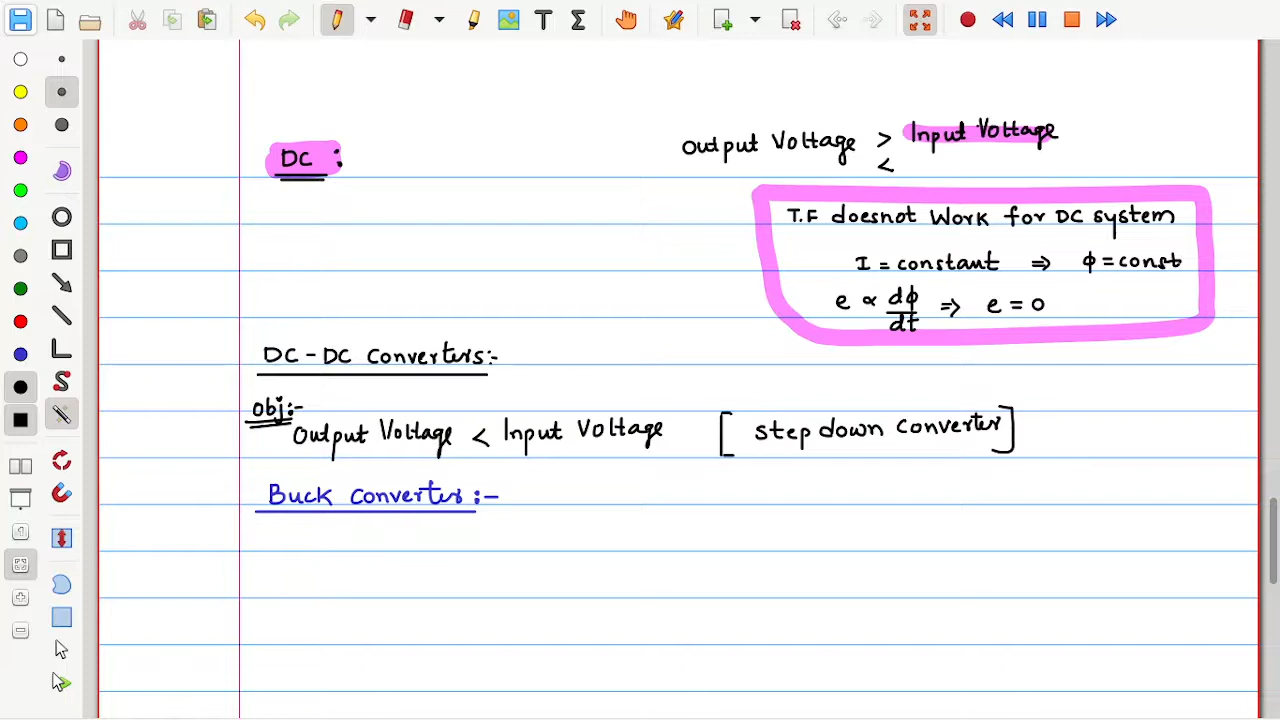 Output Voltage > Input Voltage
<
DC :
T.F doesnot Work for DC system
I = constant ⇒ ϕ = const
e ∝ dϕ/dt ⇒ e = 0
DC - DC Converters:-
Obj:-
Output Voltage < Input Voltage [ step down converter ]
Buck Converter :-